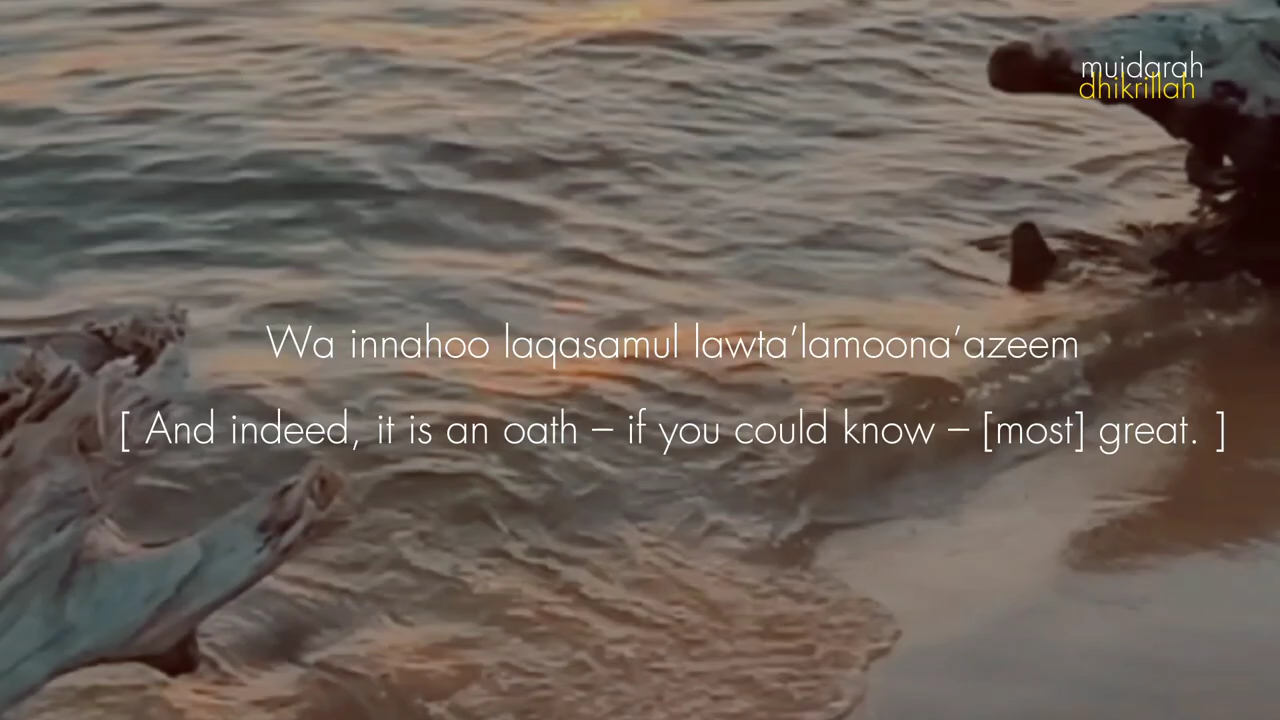 muidarah
dhikrillah
Wa innahoo laqasamul lawta’lamoona’azeem
[ And indeed, it is an oath – if you could know – [most] great. ]